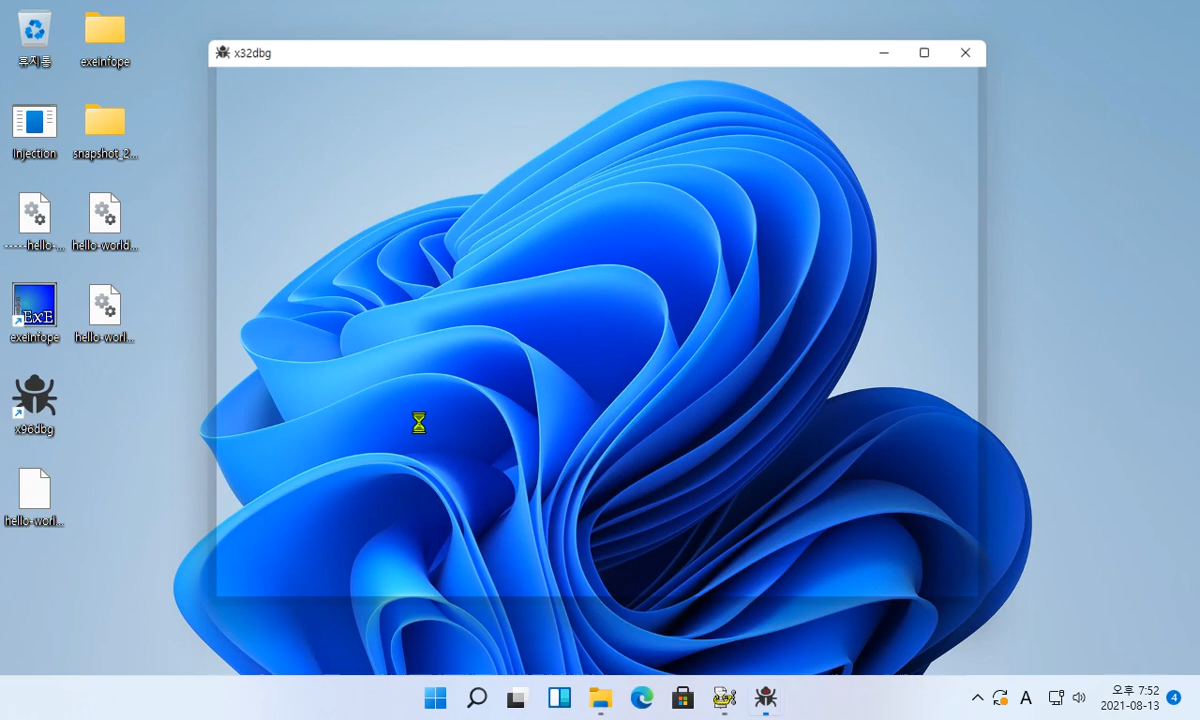 휴지통
exeinfope
x32dbg
Injection
snapshot_2...
-----hello-...
hello-world...
ExE
exeinfope
hello-worl...
x96dbg
hello-worl...
A
오후 7:52
2021-08-13
4